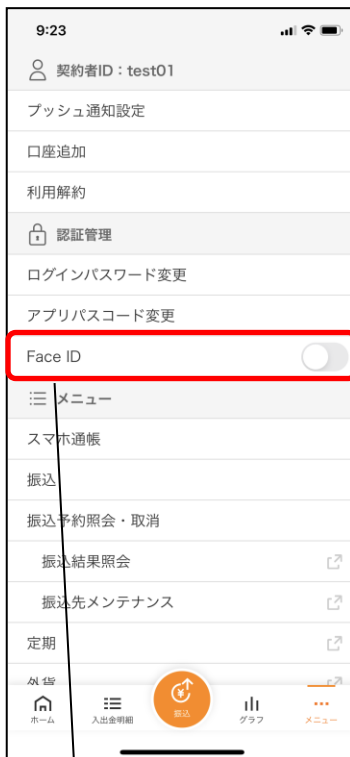 9:23
契約者ID：test01
プッシュ通知設定
口座追加
利用解約
認証管理
ログインパスワード変更
アプリパスコード変更
Face ID
メニュー
スマホ通帳
振込
振込予約照会・取消
振込結果照会
振込先メンテナンス
定期
外貨
ホーム
入出金明細
振込
グラフ
メニュー